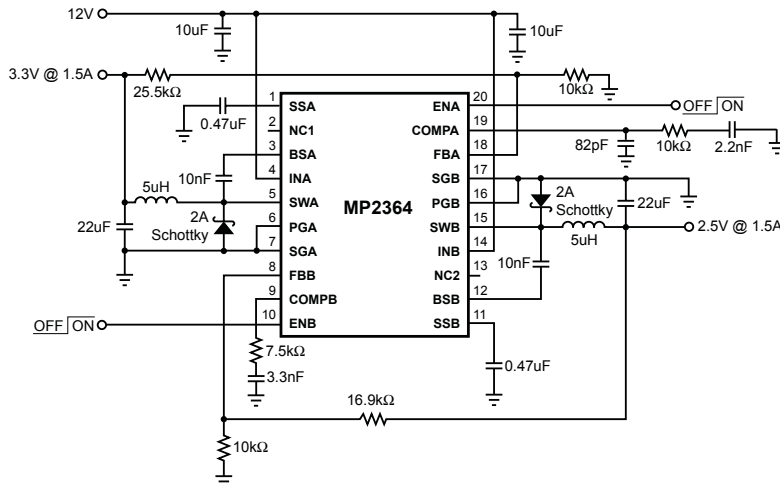 12V
10uF
10uF
3.3V @ 1.5A
25.5kΩ
10kΩ
1 SSA
ENA 20
OFF ON
0.47uF
2 NC1
COMPA 19
82pF
10kΩ
2.2nF
3 BSA
FBA 18
10nF
4 INA
SGB 17
5uH
5 SWA
MP2364
PGB 16
2A
Schottky
22uF
22uF
2A
Schottky
6 PGA
SWB 15
5uH
2.5V @ 1.5A
7 SGA
INB 14
8 FBB
NC2 13
10nF
9 COMPB
BSB 12
OFF ON
10 ENB
SSB 11
7.5kΩ
3.3nF
0.47uF
16.9kΩ
10kΩ